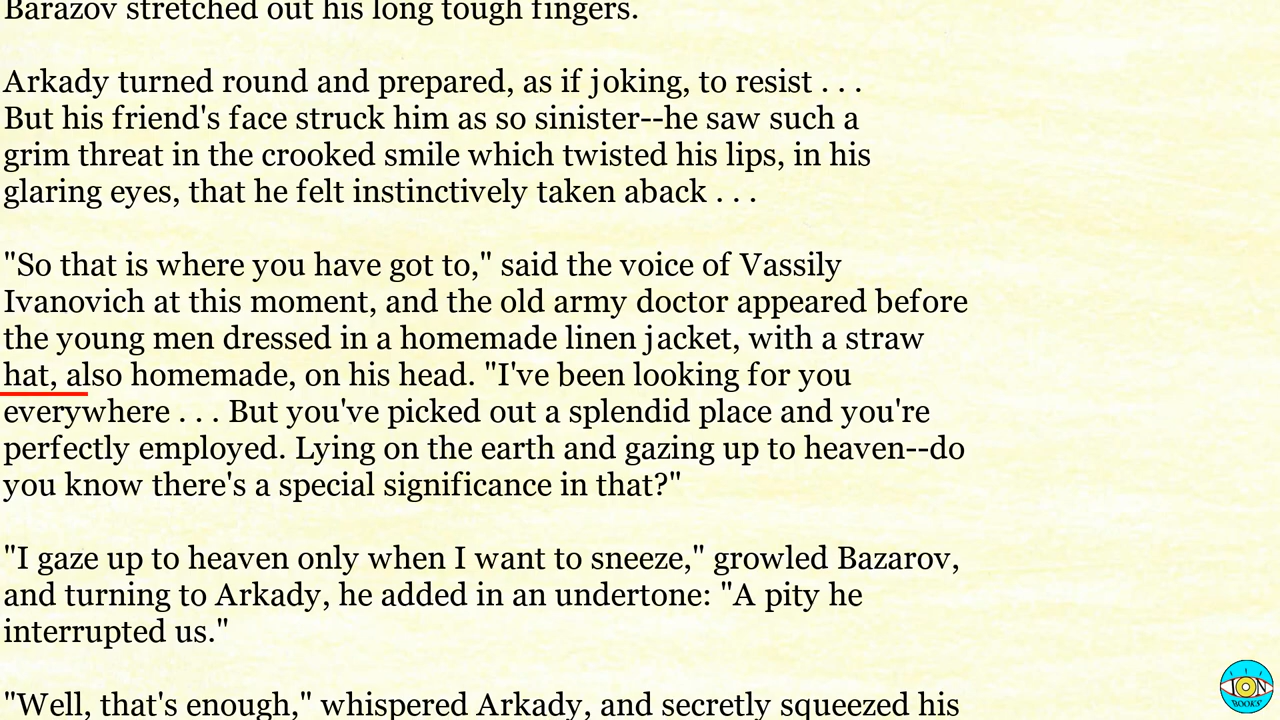 Barazov stretched out his long tough fingers.
Arkady turned round and prepared, as if joking, to resist . . .
But his friend's face struck him as so sinister--he saw such a
grim threat in the crooked smile which twisted his lips, in his
glaring eyes, that he felt instinctively taken aback . . .
"So that is where you have got to," said the voice of Vassily
Ivanovich at this moment, and the old army doctor appeared before
the young men dressed in a homemade linen jacket, with a straw
hat, also homemade, on his head. "I've been looking for you
everywhere . . . But you've picked out a splendid place and you're
perfectly employed. Lying on the earth and gazing up to heaven--do
you know there's a special significance in that?"
"I gaze up to heaven only when I want to sneeze," growled Bazarov,
and turning to Arkady, he added in an undertone: "A pity he
interrupted us."
"Well, that's enough," whispered Arkady, and secretly squeezed his
ION
BOOKS